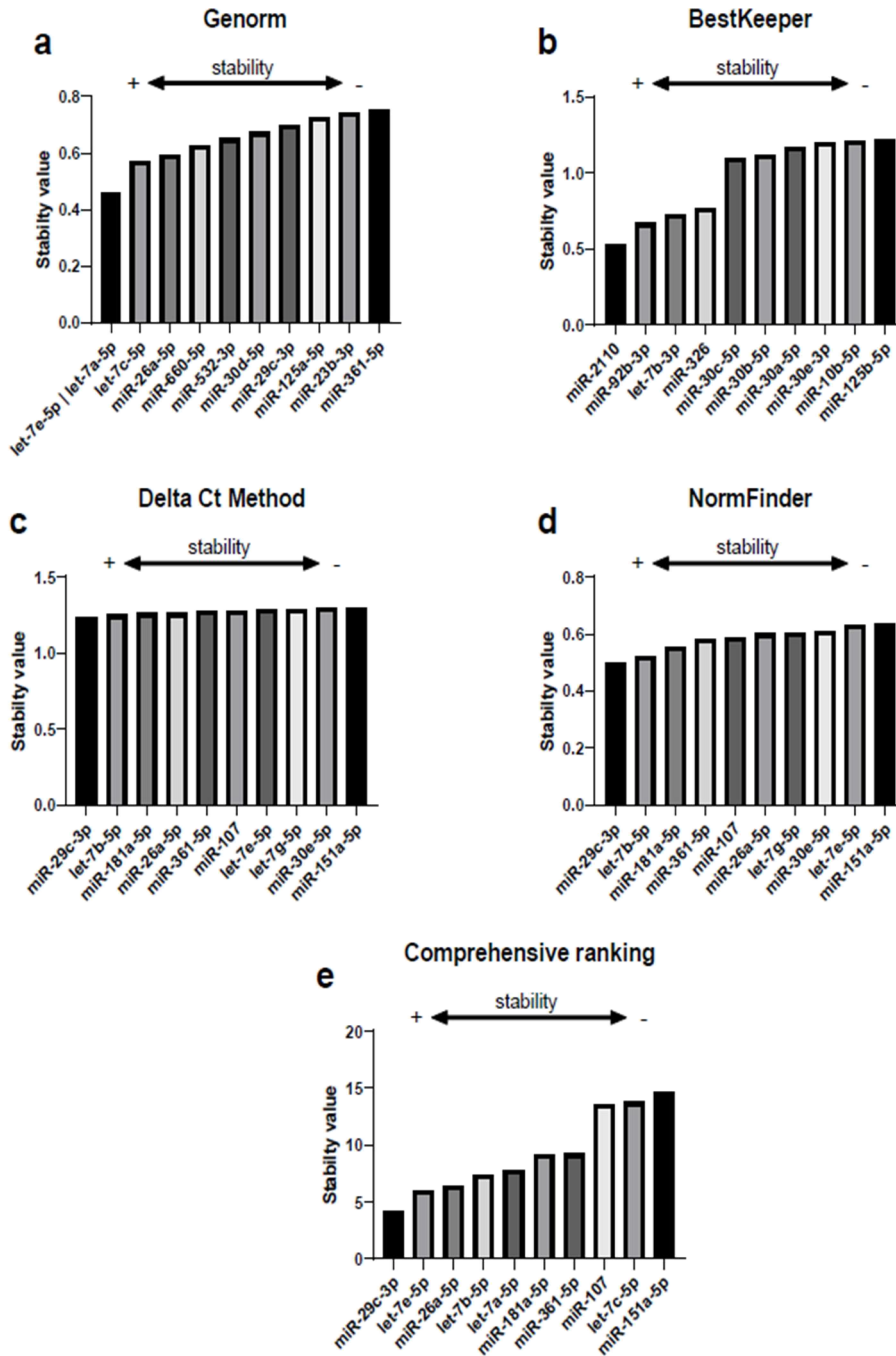 Genorm
a
+ stability -
Stabilty value
0.8
0.6
0.4
0.2
0.0
let-7e-5p | let-7a-5p
let-7c-5p
miR-26a-5p
miR-660-5p
miR-532-3p
miR-30d-5p
miR-29c-3p
miR-125a-5p
miR-23b-3p
miR-361-5p
BestKeeper
b
+ stability -
Stabilty value
1.5
1.0
0.5
0.0
miR-2110
miR-92b-3p
let-7b-3p
miR-326
miR-30c-5p
miR-30b-5p
miR-30a-5p
miR-30e-3p
miR-10b-5p
miR-125b-5p
Delta Ct Method
c
+ stability -
Stabilty value
1.5
1.0
0.5
0.0
miR-29c-3p
let-7b-5p
miR-181a-5p
miR-26a-5p
miR-361-5p
miR-107
let-7e-5p
let-7g-5p
miR-30e-5p
miR-151a-5p
NormFinder
d
+ stability -
Stabilty value
0.8
0.6
0.4
0.2
0.0
miR-29c-3p
let-7b-5p
miR-181a-5p
miR-361-5p
miR-107
miR-26a-5p
let-7g-5p
miR-30e-5p
let-7e-5p
miR-151a-5p
Comprehensive ranking
e
+ stability -
Stabilty value
20
15
10
5
0
miR-29c-3p
let-7e-5p
miR-26a-5p
let-7b-5p
let-7a-5p
miR-181a-5p
miR-361-5p
miR-107
let-7c-5p
miR-151a-5p